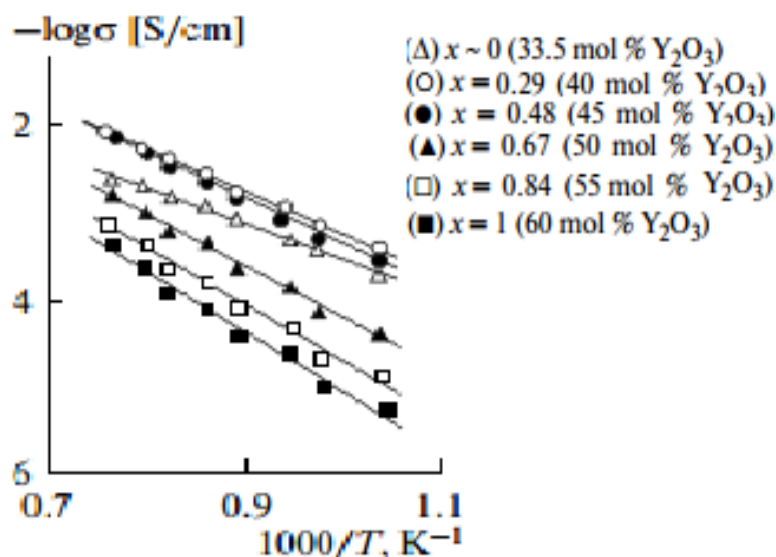 −logσ [S/cm]
(△) x ~ 0 (33.5 mol % Y₂O₃)
(○) x = 0.29 (40 mol % Y₂O₃)
(●) x = 0.48 (45 mol % Y₂O₃)
(▲) x = 0.67 (50 mol % Y₂O₃)
(□) x = 0.84 (55 mol % Y₂O₃)
(■) x = 1 (60 mol % Y₂O₃)
2
4
0.7
0.9
1.1
1000/T, K⁻¹